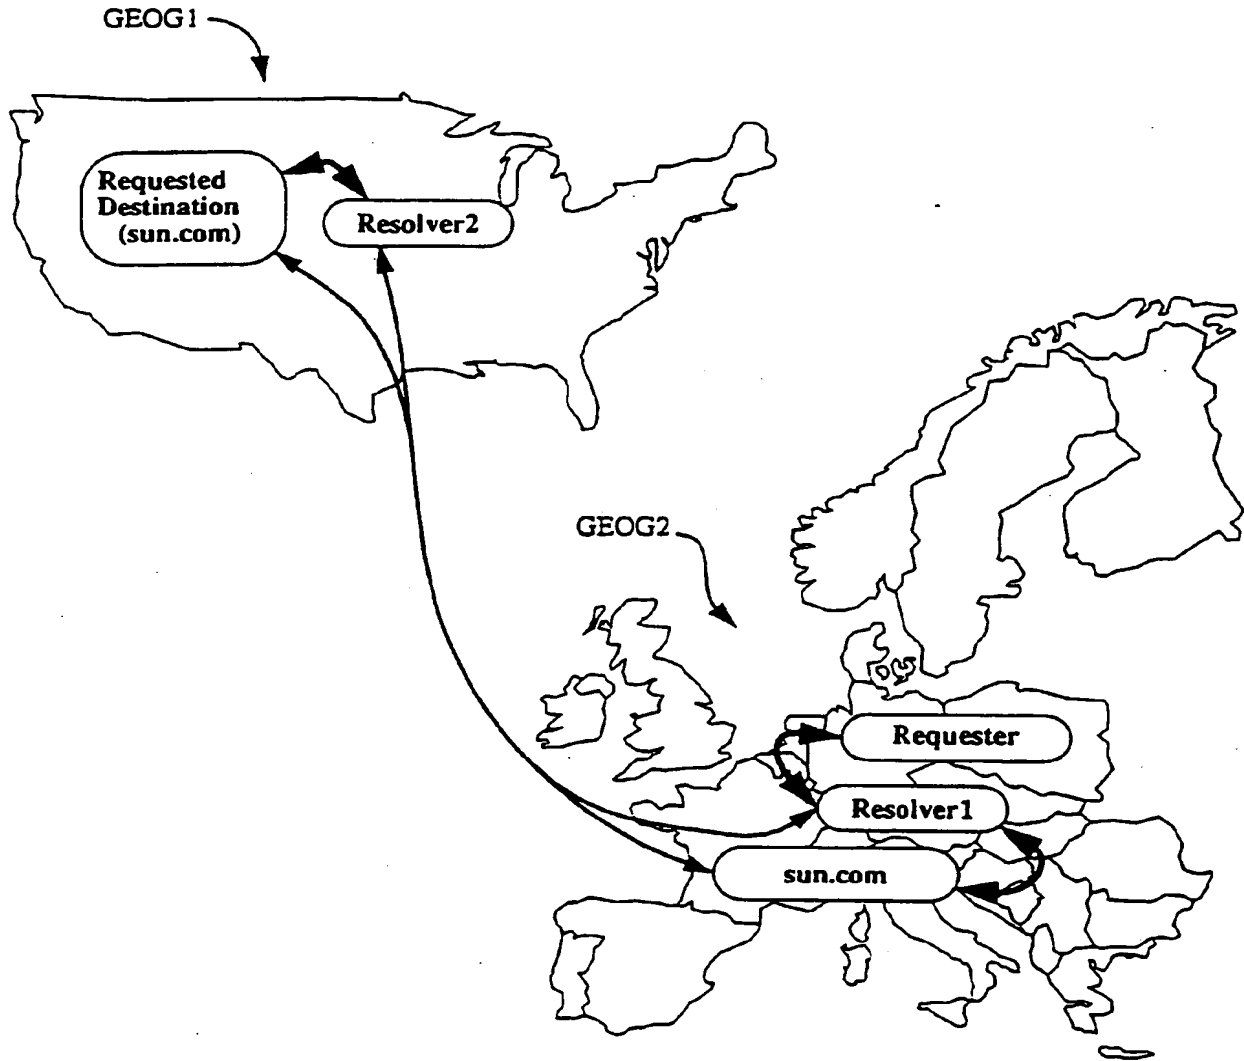 GEOG1
Requested
Destination
(sun.com)
Resolver2
GEOG2
Requester
Resolver1
sun.com